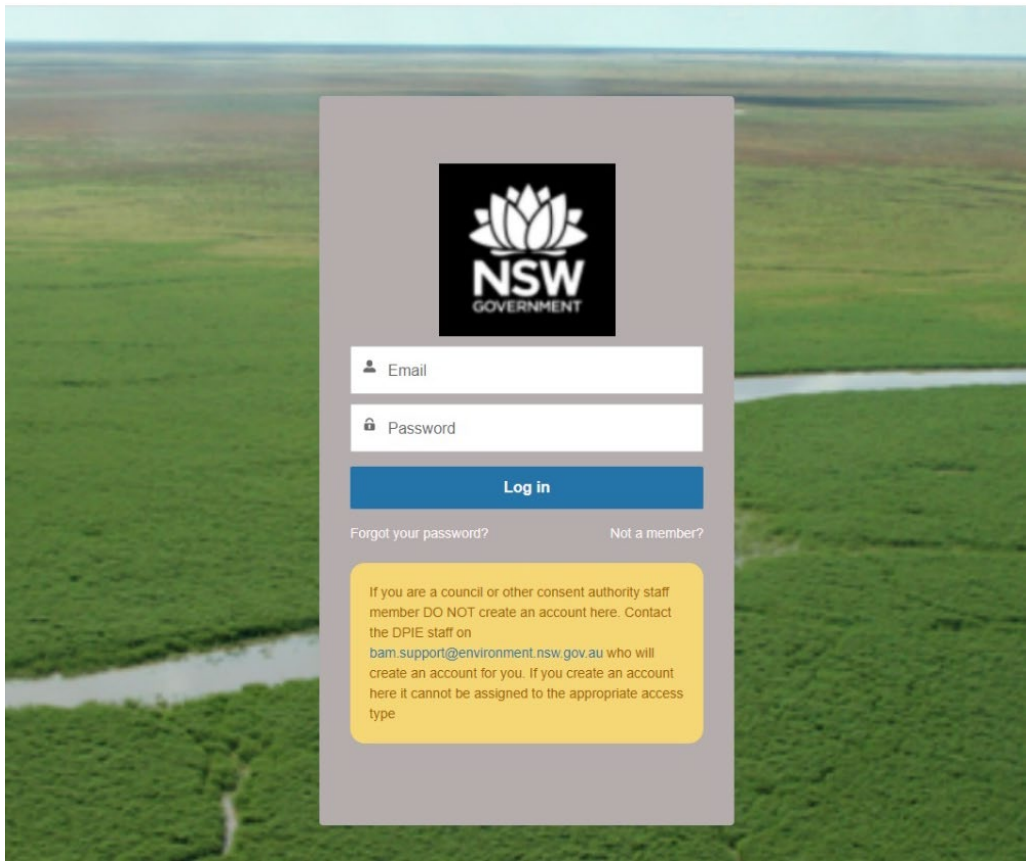 NSW
GOVERNMENT
Email
Password
Log in
Forgot your password?
Not a member?
If you are a council or other consent authority staff
member DO NOT create an account here. Contact
the DPIE staff on
bam.support@environment.nsw.gov.au who will
create an account for you. If you create an account
here it cannot be assigned to the appropriate access
type